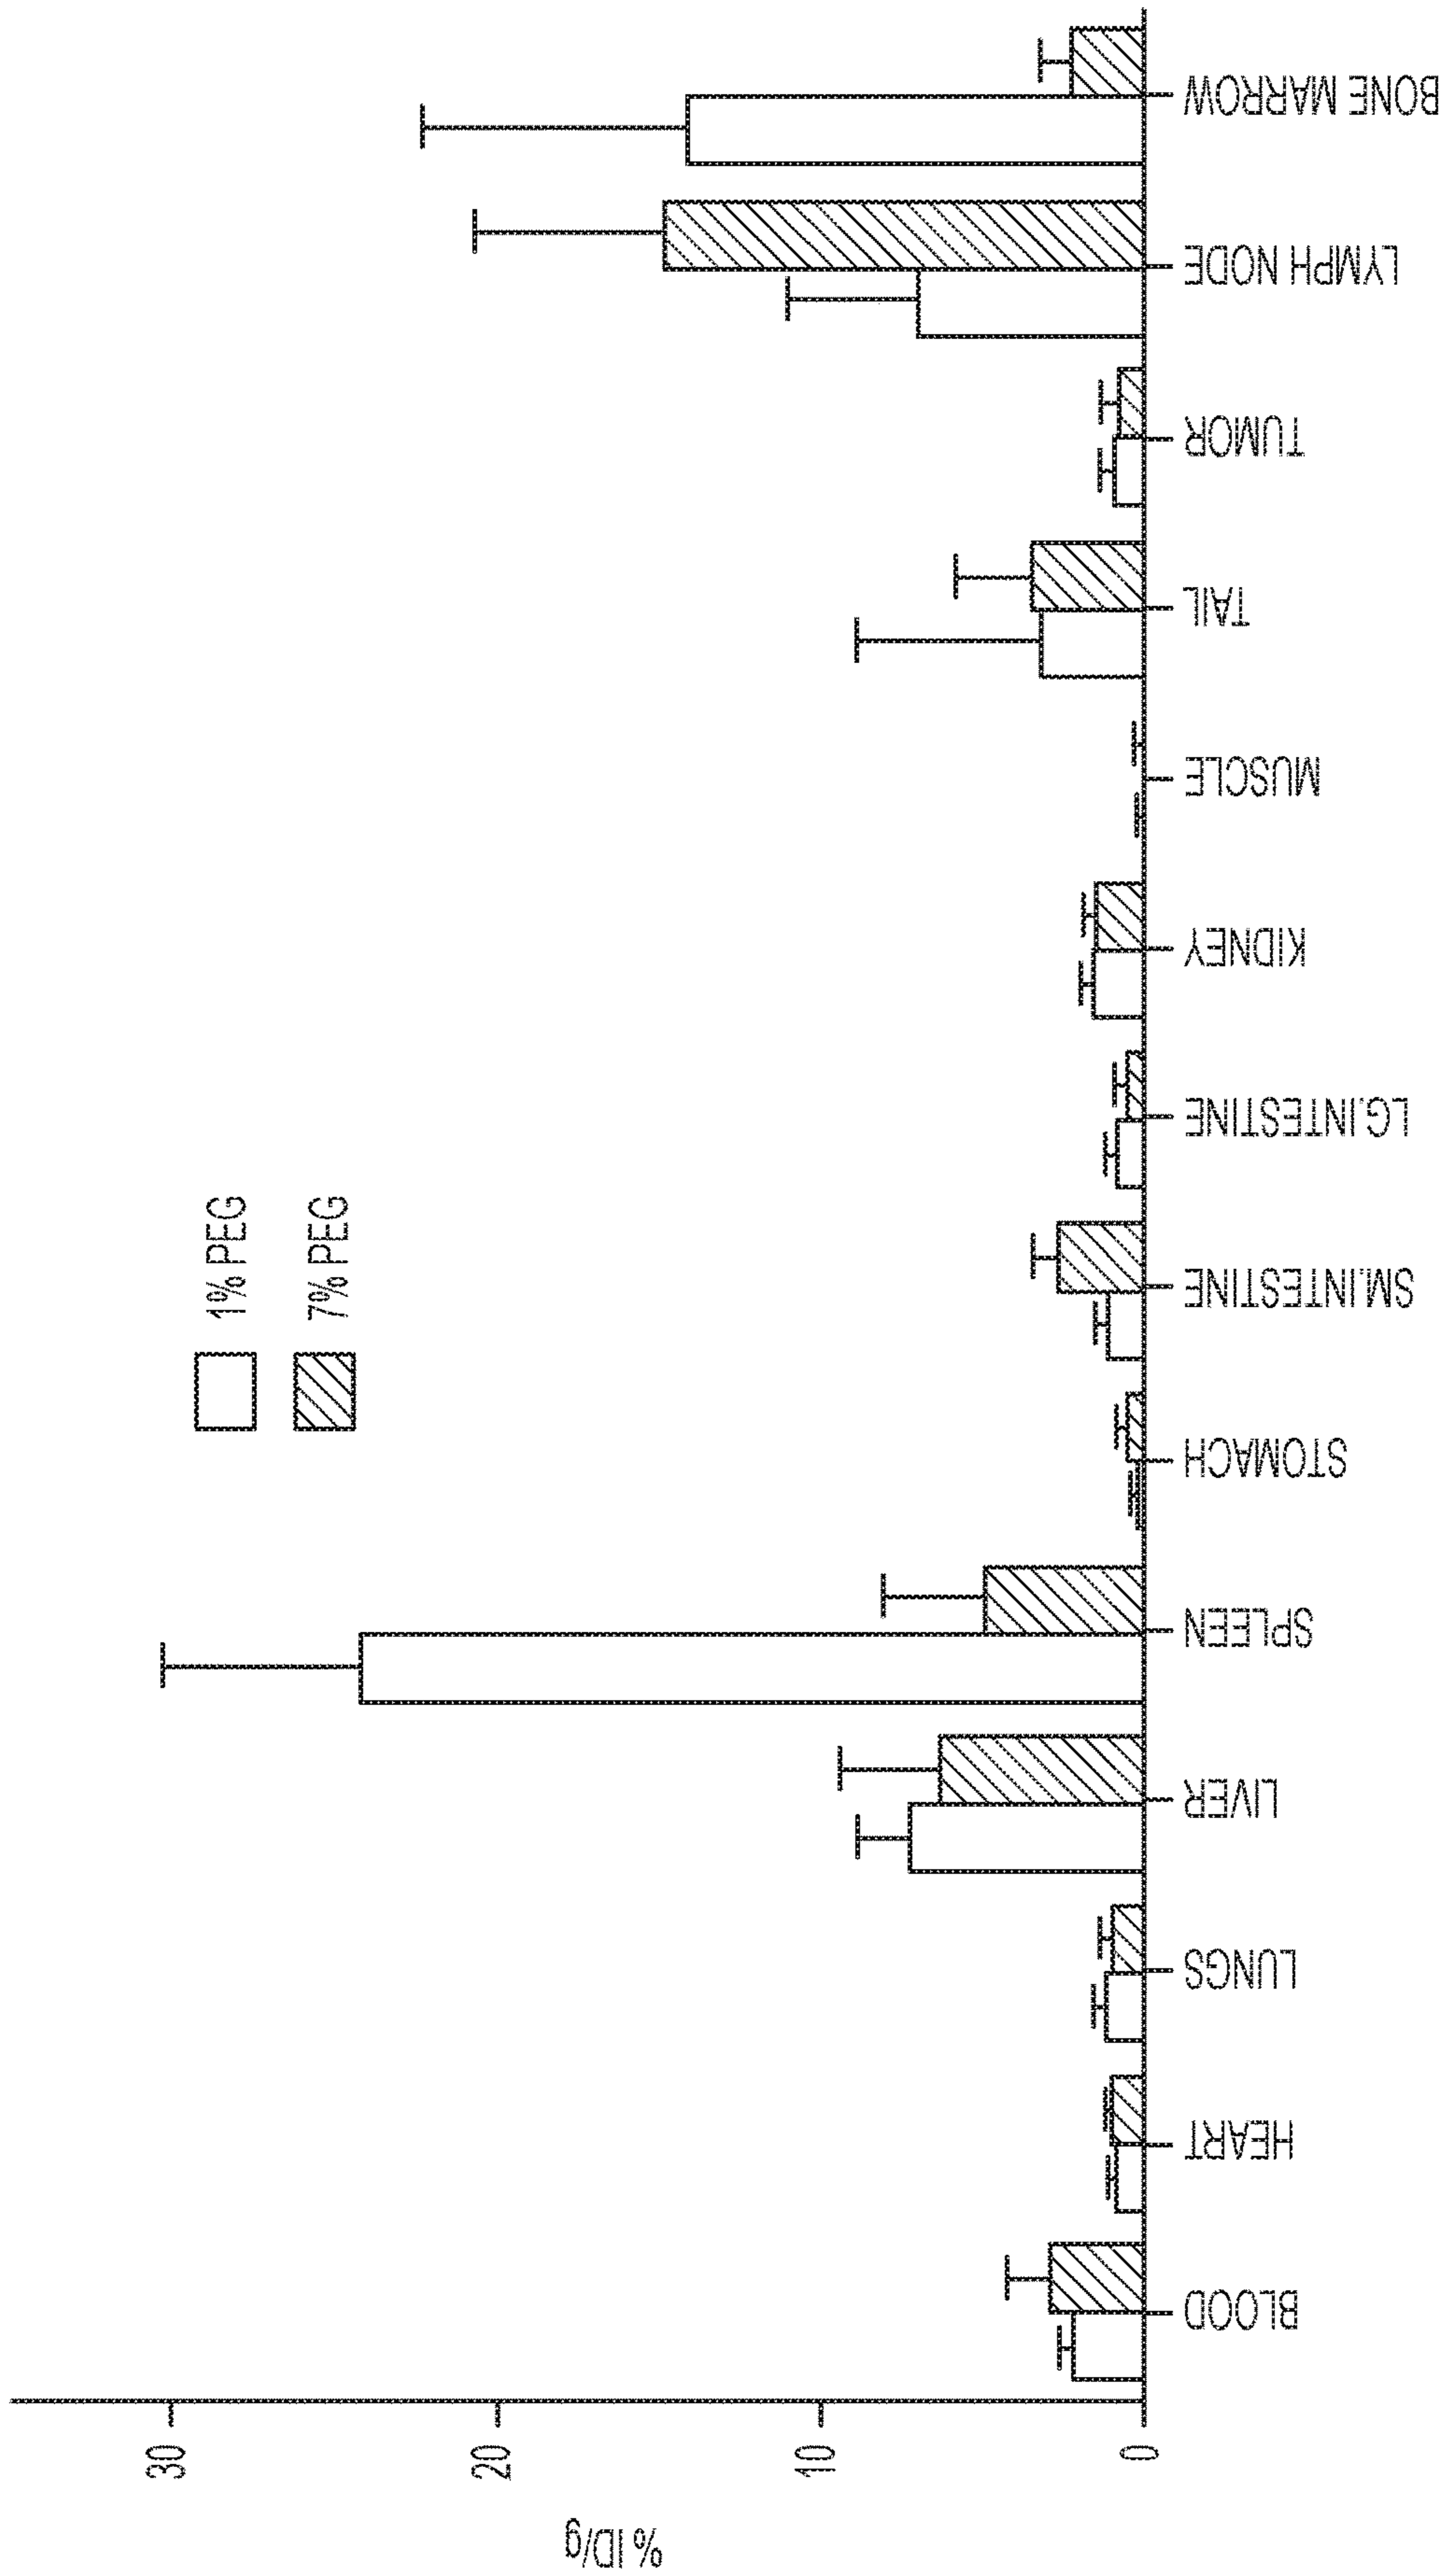 % ID/g
30
20
10
0
1% PEG
7% PEG
BLOOD
HEART
LUNGS
LIVER
SPLEEN
STOMACH
SM.INTESTINE
LG.INTESTINE
KIDNEY
MUSCLE
TAIL
TUMOR
LYMPH NODE
BONE MARROW